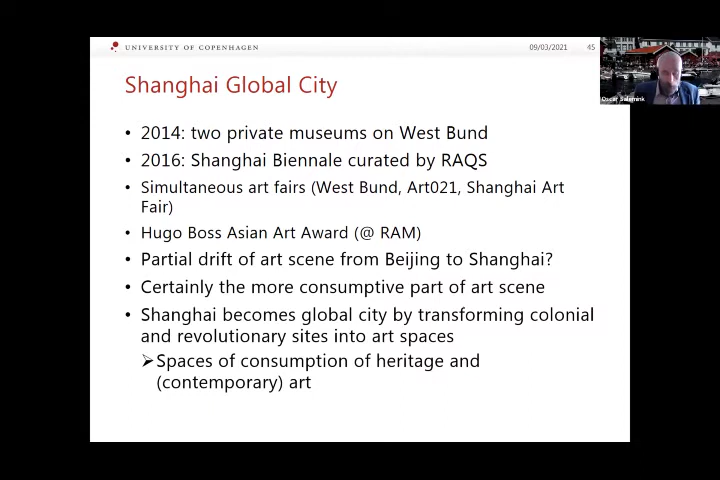 UNIVERSITY OF COPENHAGEN
09/03/2021 45
Shanghai Global City
• 2014: two private museums on West Bund
• 2016: Shanghai Biennale curated by RAQS
• Simultaneous art fairs (West Bund, Art021, Shanghai Art
Fair)
• Hugo Boss Asian Art Award (@ RAM)
• Partial drift of art scene from Beijing to Shanghai?
• Certainly the more consumptive part of art scene
• Shanghai becomes global city by transforming colonial
and revolutionary sites into art spaces
➢Spaces of consumption of heritage and
(contemporary) art
Oscar Salemink